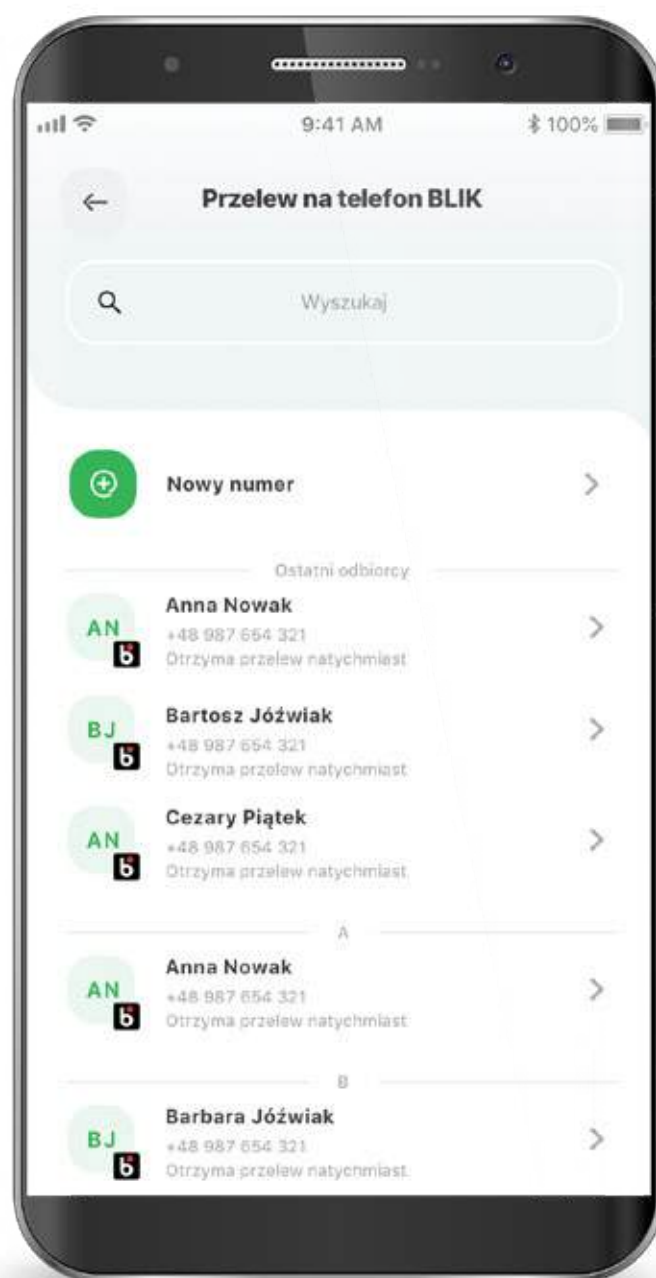 9:41 AM
100%
Przelew na telefon BLIK
Wyszukaj
Nowy numer
Ostatni odbiorcy
AN
Anna Nowak
+48 987 654 321
Otrzyma przelew natychmiast
BJ
Bartosz Jóźwiak
+48 987 654 321
Otrzyma przelew natychmiast
AN
Cezary Piątek
+48 987 654 321
Otrzyma przelew natychmiast
A
AN
Anna Nowak
+48 987 654 321
Otrzyma przelew natychmiast
B
BJ
Barbara Jóźwiak
+48 987 654 321
Otrzyma przelew natychmiast